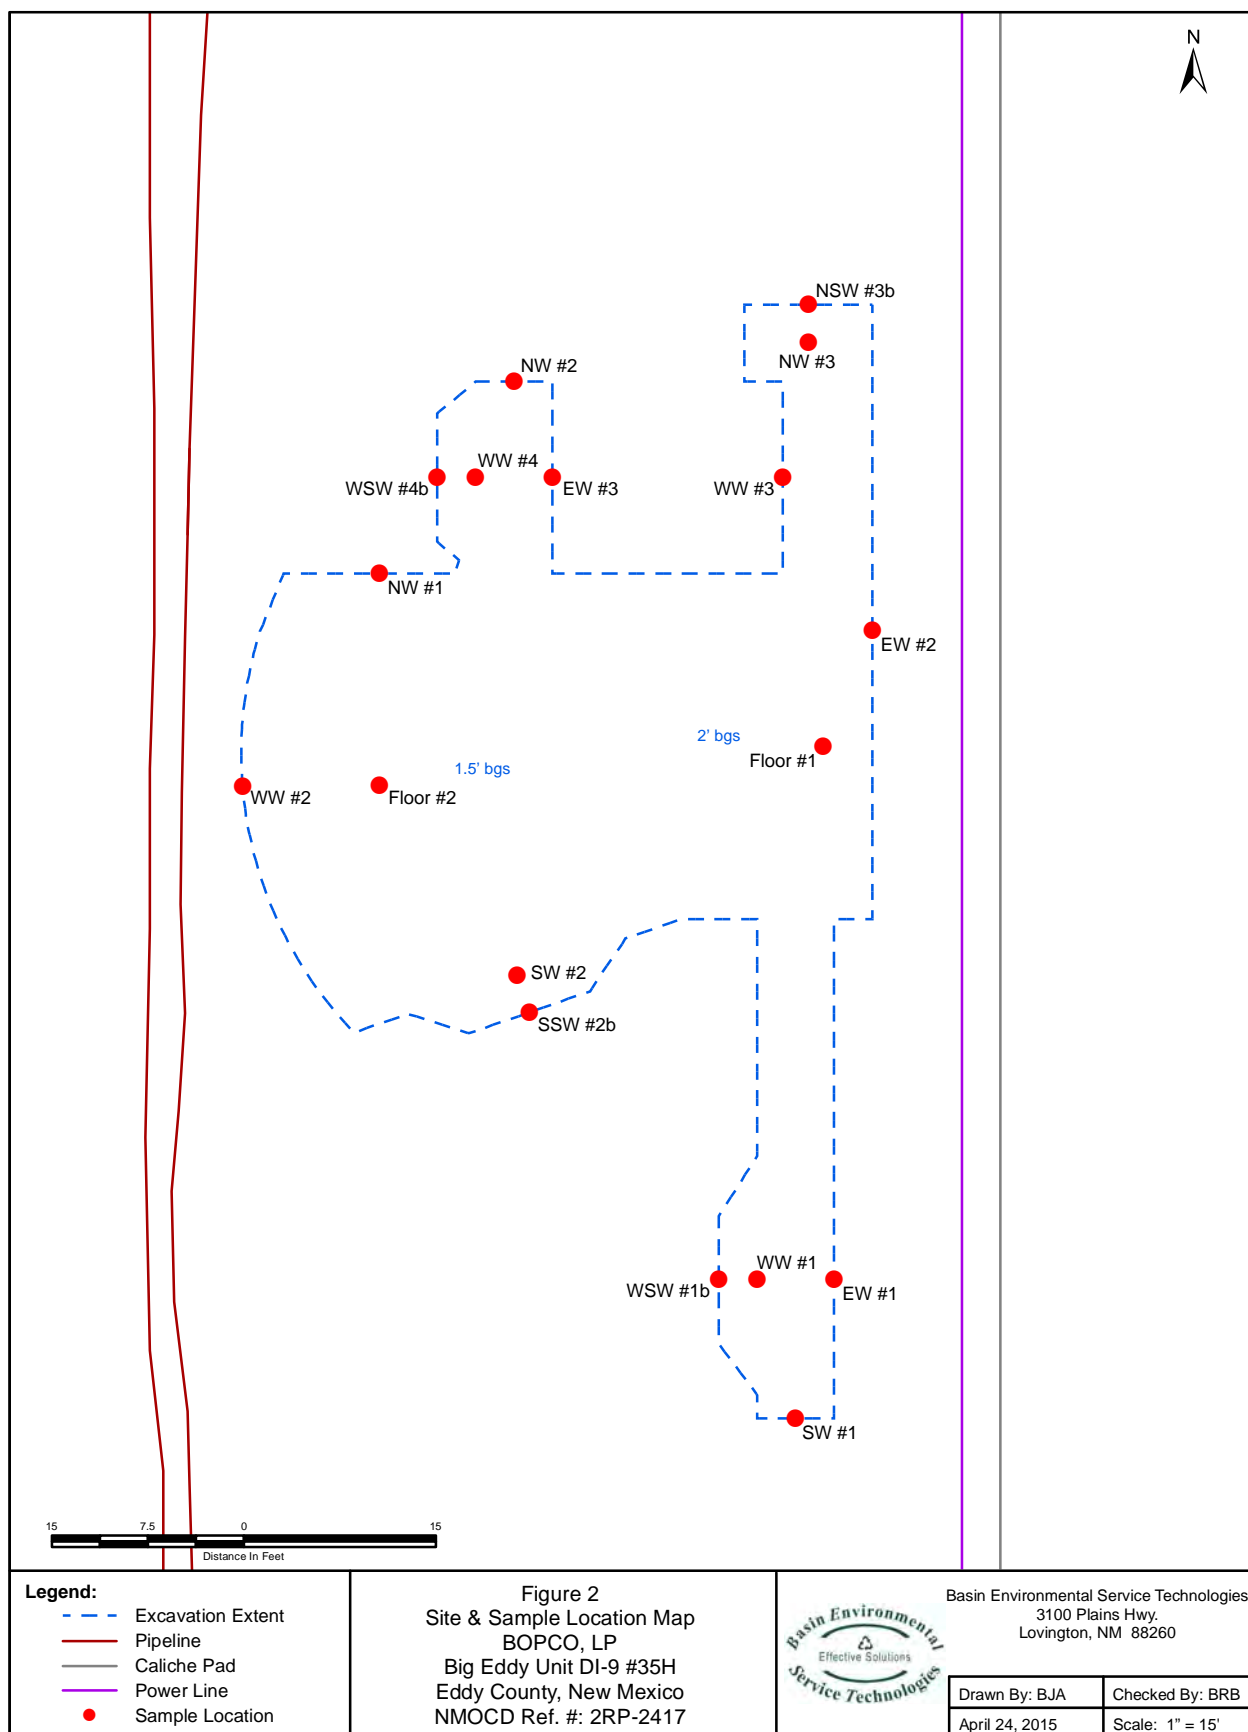 N
NSW #3b
NW #3
NW #2
WW #4
WSW #4b
EW #3
WW #3
NW #1
EW #2
2' bgs
Floor #1
1.5' bgs
WW #2
Floor #2
SW #2
SSW #2b
WW #1
WSW #1b
EW #1
SW #1
15 7.5 0 15
Distance In Feet
Legend:
Excavation Extent
Pipeline
Caliche Pad
Power Line
Sample Location
Figure 2
Site & Sample Location Map
BOPCO, LP
Big Eddy Unit DI-9 #35H
Eddy County, New Mexico
NMOCD Ref. #: 2RP-2417
Basin Environmental
Effective Solutions
Service Technologies
Basin Environmental Service Technologies
3100 Plains Hwy.
Lovington, NM 88260
Drawn By: BJA
Checked By: BRB
April 24, 2015
Scale: 1" = 15'